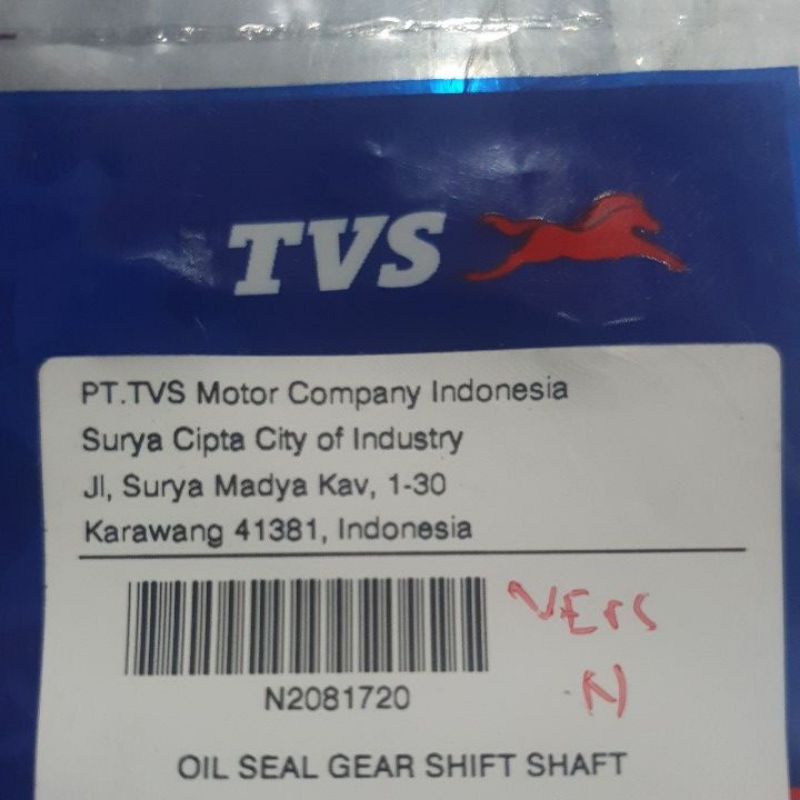 TVS
PT.TVS Motor Company Indonesia
Surya Cipta City of Industry
Jl, Surya Madya Kav, 1-30
Karawang 41381, Indonesia
N2081720
OIL SEAL GEAR SHIFT SHAFT